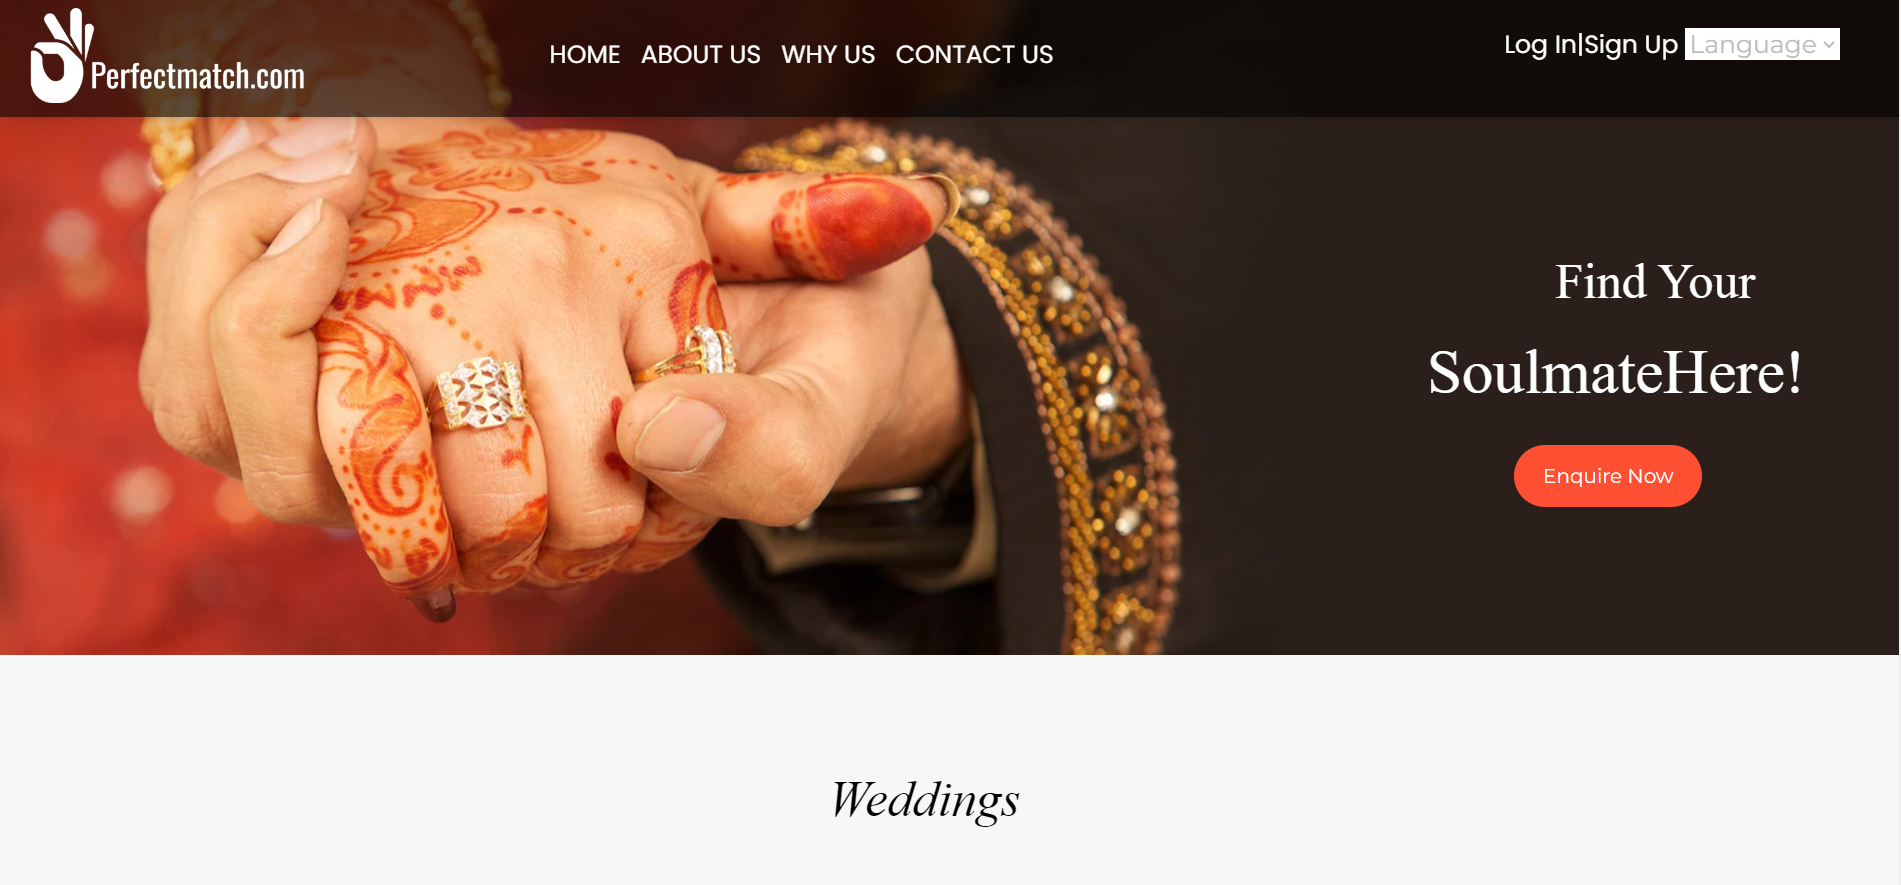 Perfectmatch.com
HOME ABOUT US WHY US CONTACT US
Log In|Sign Up Language
Find Your
SoulmateHere!
Enquire Now
Weddings